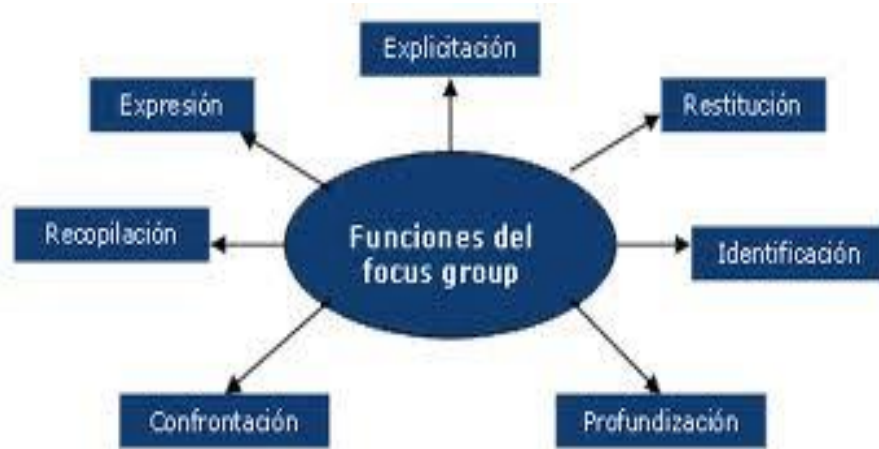 Explicitación
Expresión
Restitución
Recopilación
Funciones del
focus group
Identificación
Confrontación
Profundización